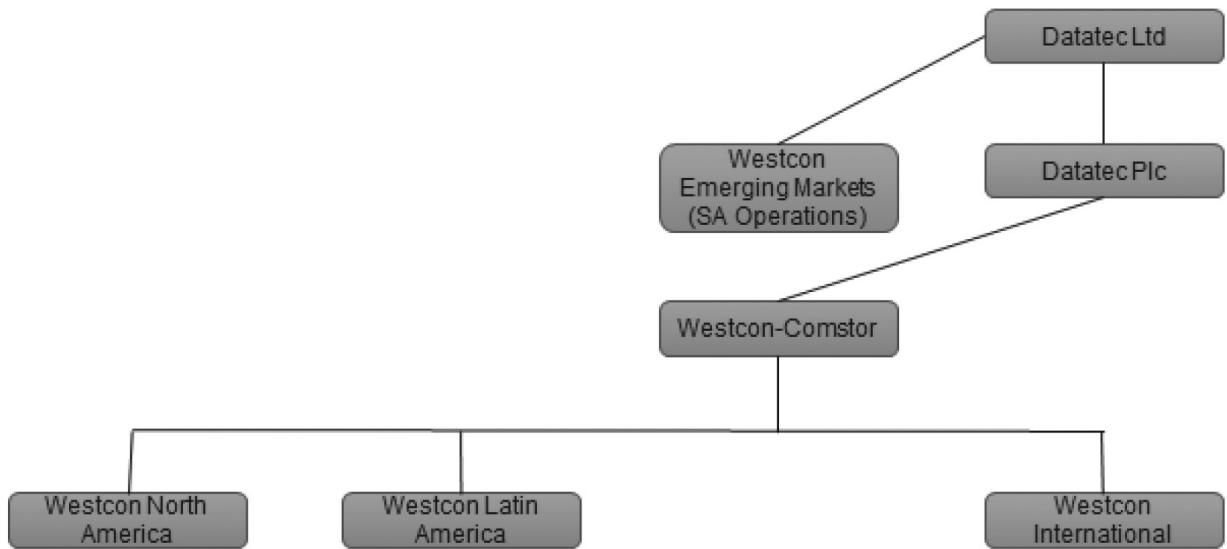 Datatec Ltd
Westcon
Emerging Markets
(SA Operations)
Datatec Plc
Westcon-Comstor
Westcon North
America
Westcon Latin
America
Westcon
International